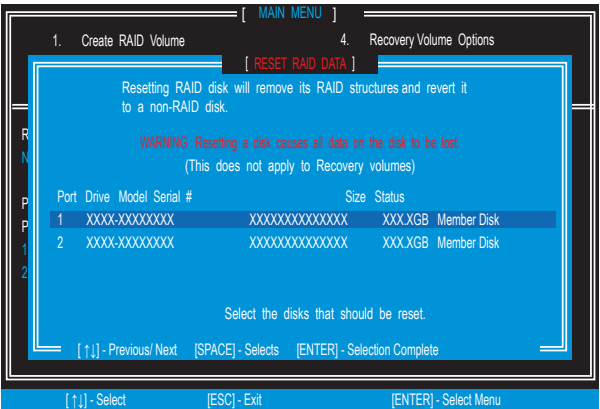 [ MAIN MENU ]
1. Create RAID Volume 4. Recovery Volume Options
[ RESET RAID DATA ]
Resetting RAID disk will remove its RAID structures and revert it
to a non-RAID disk.
WARNING: Resetting a disk causes all data on the disk to be lost.
(This does not apply to Recovery volumes)
Port Drive Model Serial # Size Status
1 XXXX-XXXXXXXX XXXXXXXXXXXXXX XXX.XGB Member Disk
2 XXXX-XXXXXXXX XXXXXXXXXXXXXX XXX.XGB Member Disk
R
N
P
P
1
2
Select the disks that should be reset.
[ ↑↓] - Previous/ Next [SPACE] - Selects [ENTER] - Selection Complete
[ ↑↓] - Select [ESC] - Exit [ENTER] - Select Menu